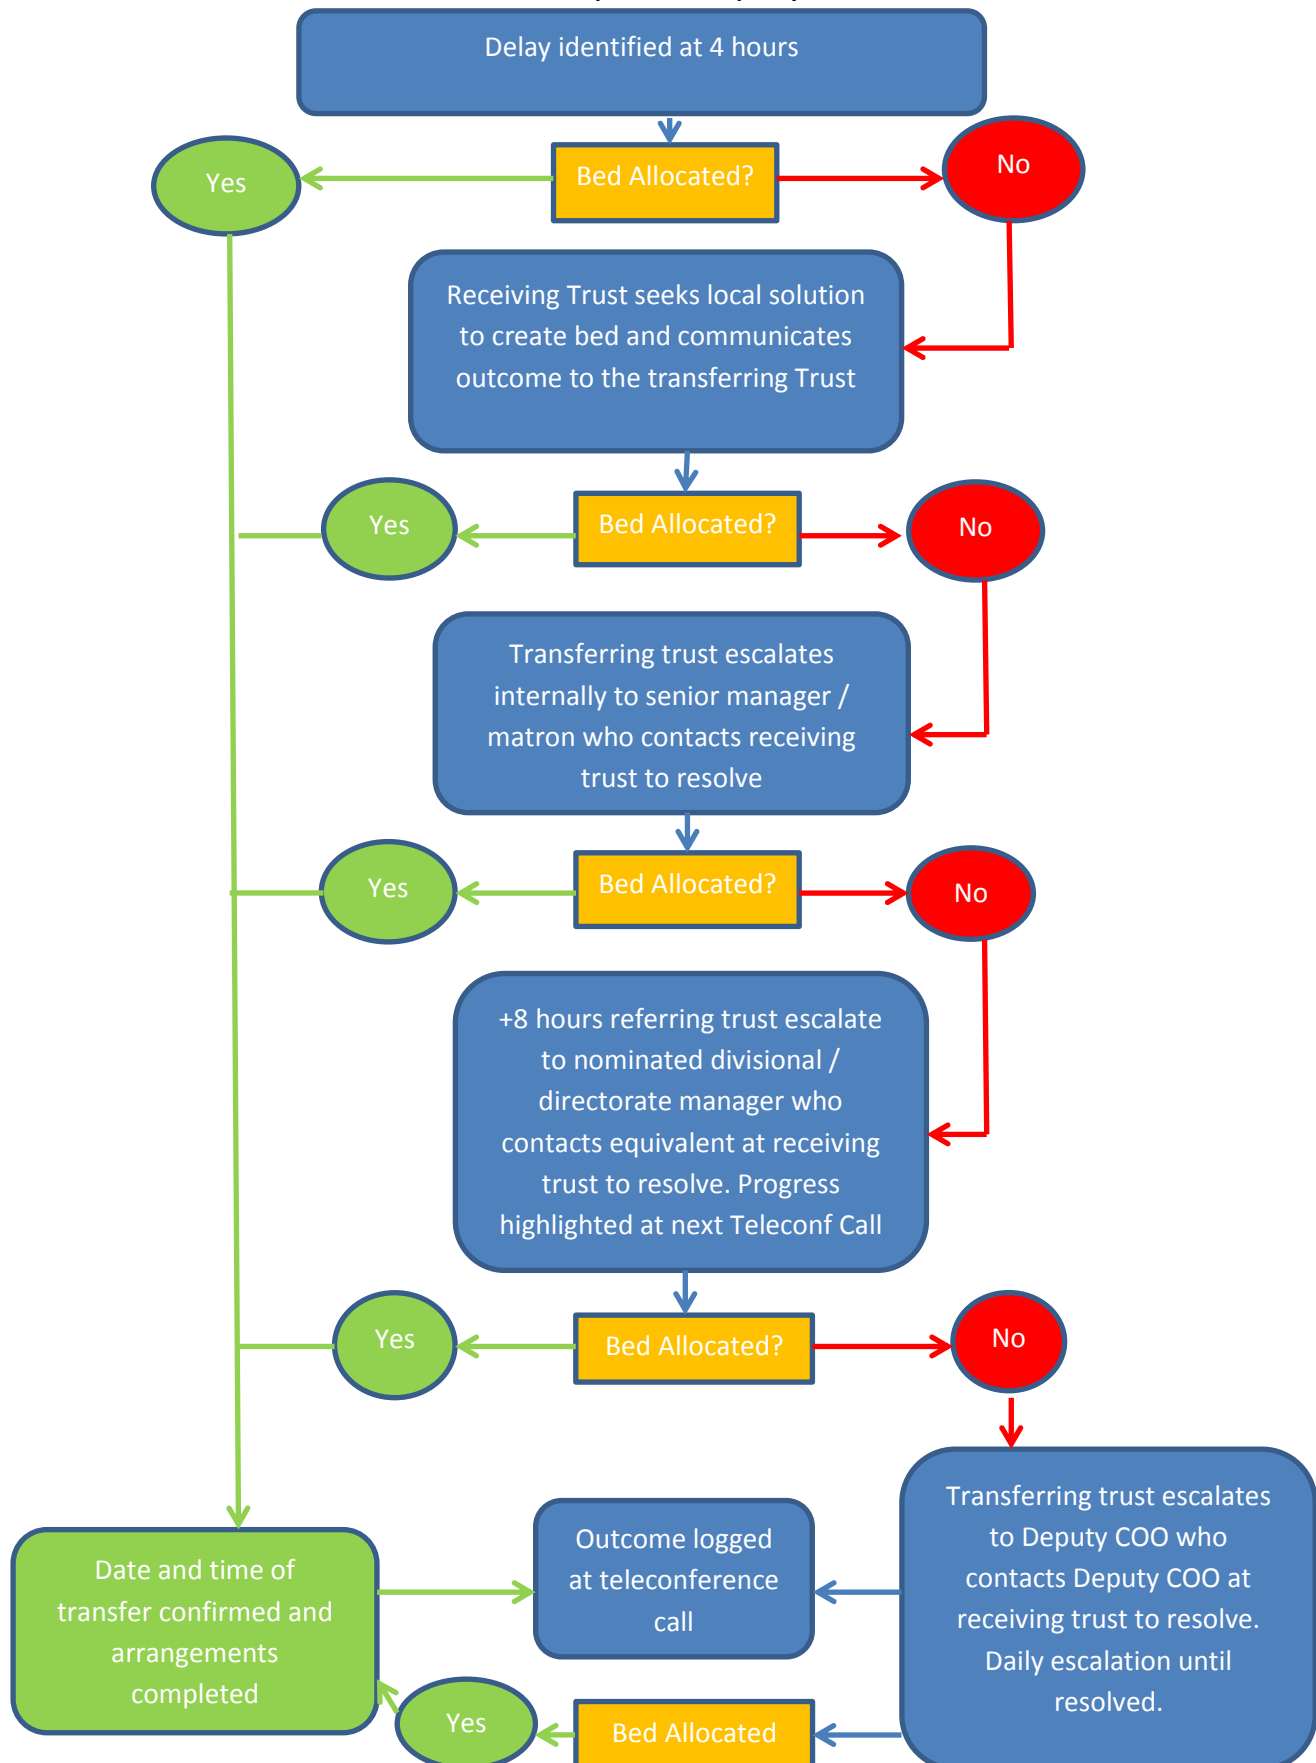 Delay identified at 4 hours
Yes
Bed Allocated?
No
Receiving Trust seeks local solution
to create bed and communicates
outcome to the transferring Trust
Yes
Bed Allocated?
No
Transferring trust escalates
internally to senior manager /
matron who contacts receiving
trust to resolve
Yes
Bed Allocated?
No
+8 hours referring trust escalate
to nominated divisional /
directorate manager who
contacts equivalent at receiving
trust to resolve. Progress
highlighted at next Teleconf Call
Yes
Bed Allocated?
No
Transferring trust escalates
to Deputy COO who
contacts Deputy COO at
receiving trust to resolve.
Daily escalation until
resolved.
Outcome logged
at teleconference
call
Date and time of
transfer confirmed and
arrangements
completed
Yes
Bed Allocated